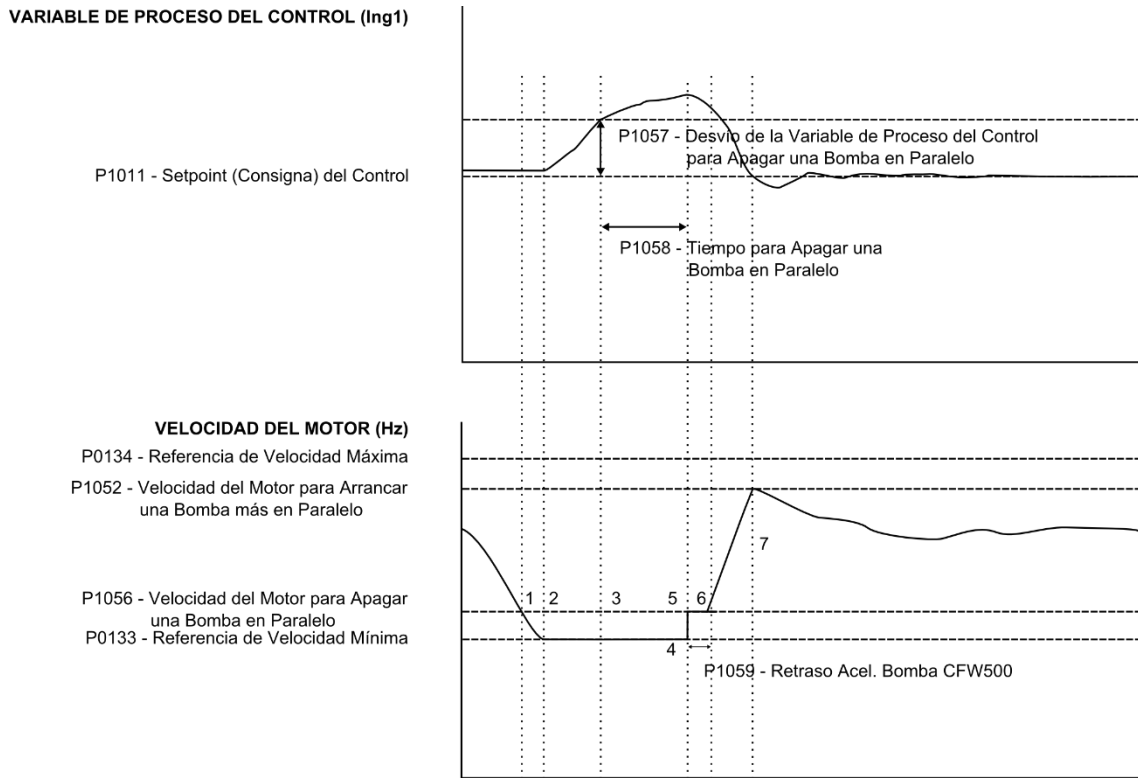 VARIABLE DE PROCESO DEL CONTROL (Ing1)
P1057 - Desvío de la Variable de Proceso del Control
para Apagar una Bomba en Paralelo
P1011 - Setpoint (Consigna) del Control
P1058 - Tiempo para Apagar una
Bomba en Paralelo
VELOCIDAD DEL MOTOR (Hz)
P0134 - Referencia de Velocidad Máxima
P1052 - Velocidad del Motor para Arrancar
una Bomba más en Paralelo
7
P1056 - Velocidad del Motor para Apagar
una Bomba en Paralelo
1 2 3 5 6
P0133 - Referencia de Velocidad Mínima
4
P1059 - Retraso Acel. Bomba CFW500